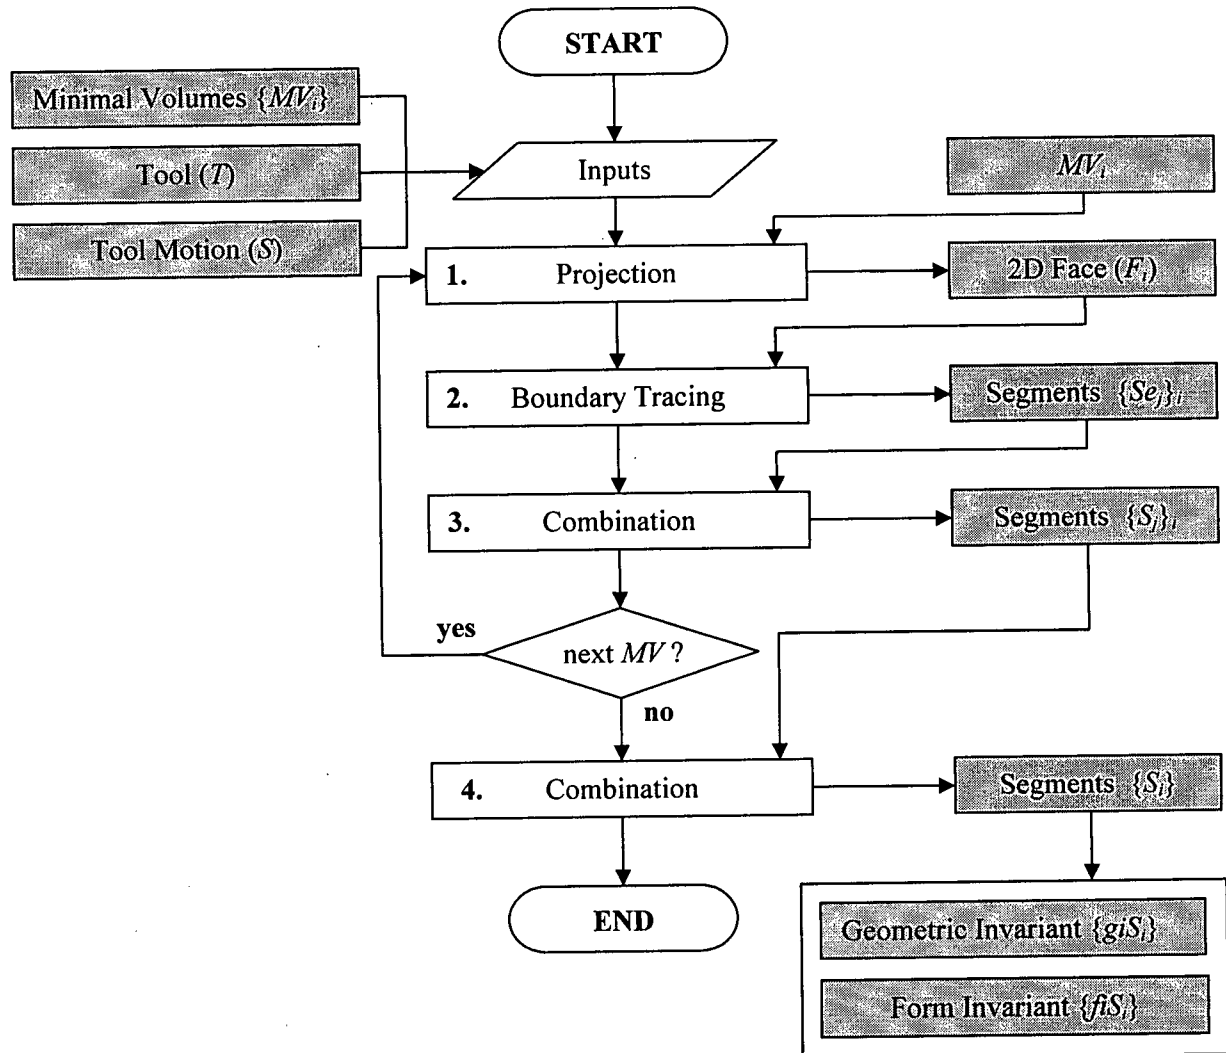 START
Minimal Volumes {MVᵢ}
Tool (T)
Tool Motion (S)
Inputs
MVᵢ
1. Projection
2D Face (Fᵢ)
2. Boundary Tracing
Segments {Seⱼ}ᵢ
3. Combination
Segments {Sⱼ}ᵢ
yes
next MV ?
no
4. Combination
Segments {Sᵢ}
END
Geometric Invariant {giSᵢ}
Form Invariant {fiSᵢ}